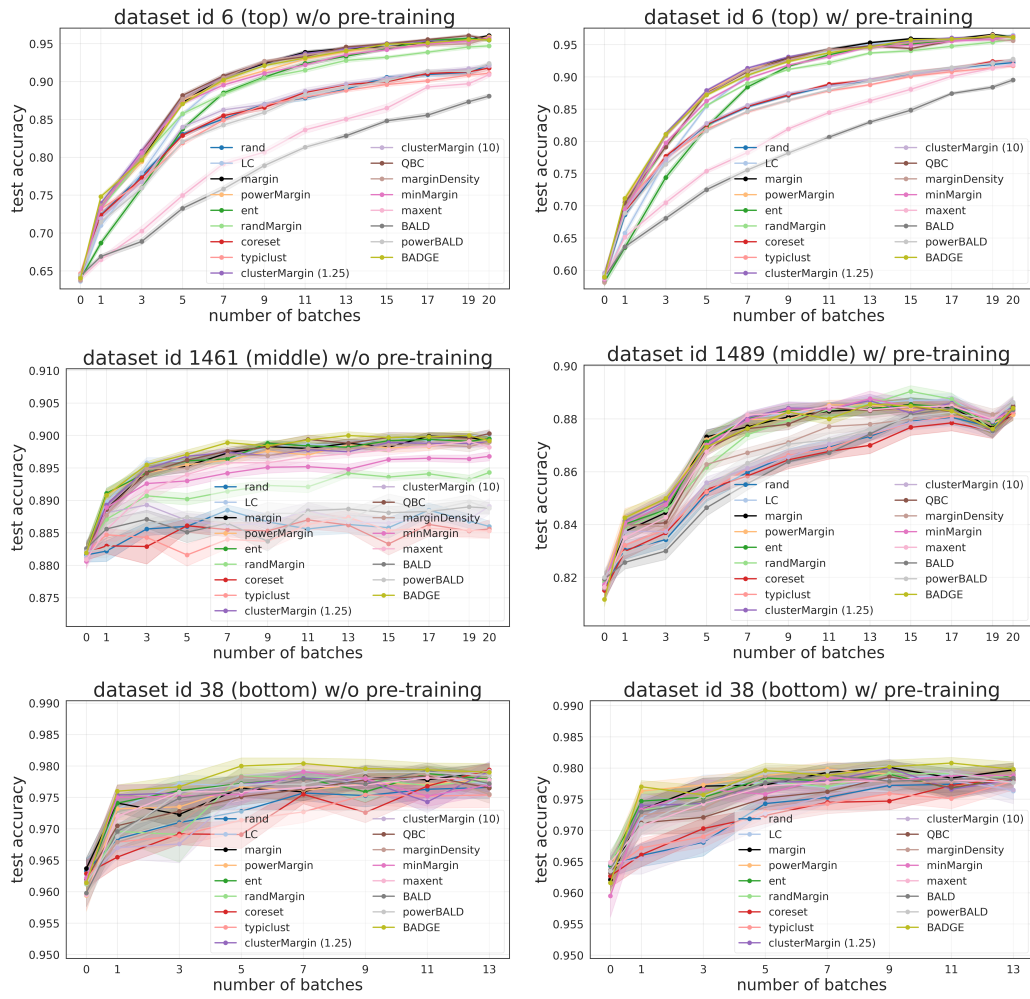 dataset id 6 (top) w/o pre-training
test accuracy
0.95
0.90
0.85
0.80
0.75
0.70
0.65
rand
LC
margin
powerMargin
ent
randMargin
coreset
typiclust
clusterMargin (1.25)
clusterMargin (10)
QBC
marginDensity
minMargin
maxent
BALD
powerBALD
BADGE
0 1 3 5 7 9 11 13 15 17 19 20
number of batches
dataset id 6 (top) w/ pre-training
test accuracy
0.95
0.90
0.85
0.80
0.75
0.70
0.65
0.60
rand
LC
margin
powerMargin
ent
randMargin
coreset
typiclust
clusterMargin (1.25)
clusterMargin (10)
QBC
marginDensity
minMargin
maxent
BALD
powerBALD
BADGE
0 1 3 5 7 9 11 13 15 17 19 20
number of batches
dataset id 1461 (middle) w/o pre-training
test accuracy
0.910
0.905
0.900
0.895
0.890
0.885
0.880
0.875
rand
LC
margin
powerMargin
ent
randMargin
coreset
typiclust
clusterMargin (1.25)
clusterMargin (10)
QBC
marginDensity
minMargin
maxent
BALD
powerBALD
BADGE
0 1 3 5 7 9 11 13 15 17 19 20
number of batches
dataset id 1489 (middle) w/ pre-training
test accuracy
0.90
0.88
0.86
0.84
0.82
rand
LC
margin
powerMargin
ent
randMargin
coreset
typiclust
clusterMargin (1.25)
clusterMargin (10)
QBC
marginDensity
minMargin
maxent
BALD
powerBALD
BADGE
0 1 3 5 7 9 11 13 15 17 19 20
number of batches
dataset id 38 (bottom) w/o pre-training
test accuracy
0.990
0.985
0.980
0.975
0.970
0.965
0.960
0.955
0.950
rand
LC
margin
powerMargin
ent
randMargin
coreset
typiclust
clusterMargin (1.25)
clusterMargin (10)
QBC
marginDensity
minMargin
maxent
BALD
powerBALD
BADGE
0 1 3 5 7 9 11 13
number of batches
dataset id 38 (bottom) w/ pre-training
test accuracy
0.990
0.985
0.980
0.975
0.970
0.965
0.960
0.955
0.950
rand
LC
margin
powerMargin
ent
randMargin
coreset
typiclust
clusterMargin (1.25)
clusterMargin (10)
QBC
marginDensity
minMargin
maxent
BALD
powerBALD
BADGE
0 1 3 5 7 9 11 13
number of batches